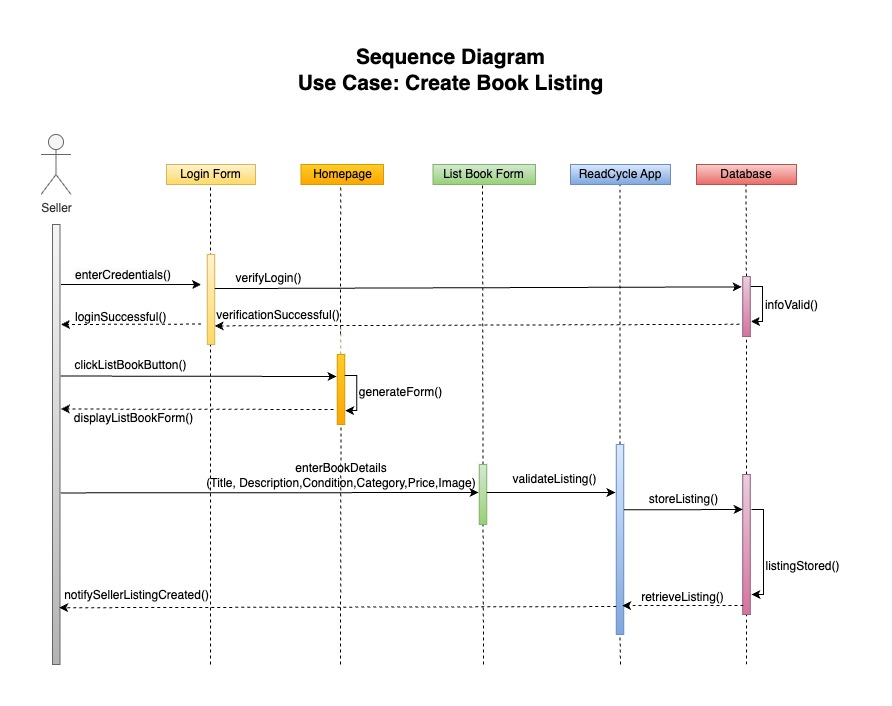 Sequence Diagram
Use Case: Create Book Listing
Seller
Login Form
Homepage
List Book Form
ReadCycle App
Database
enterCredentials()
verifyLogin()
infoValid()
loginSuccessful()
verificationSuccessful()
clickListBookButton()
generateForm()
displayListBookForm()
enterBookDetails
(Title, Description,Condition,Category,Price,Image)
validateListing()
storeListing()
listingStored()
notifySellerListingCreated()
retrieveListing()